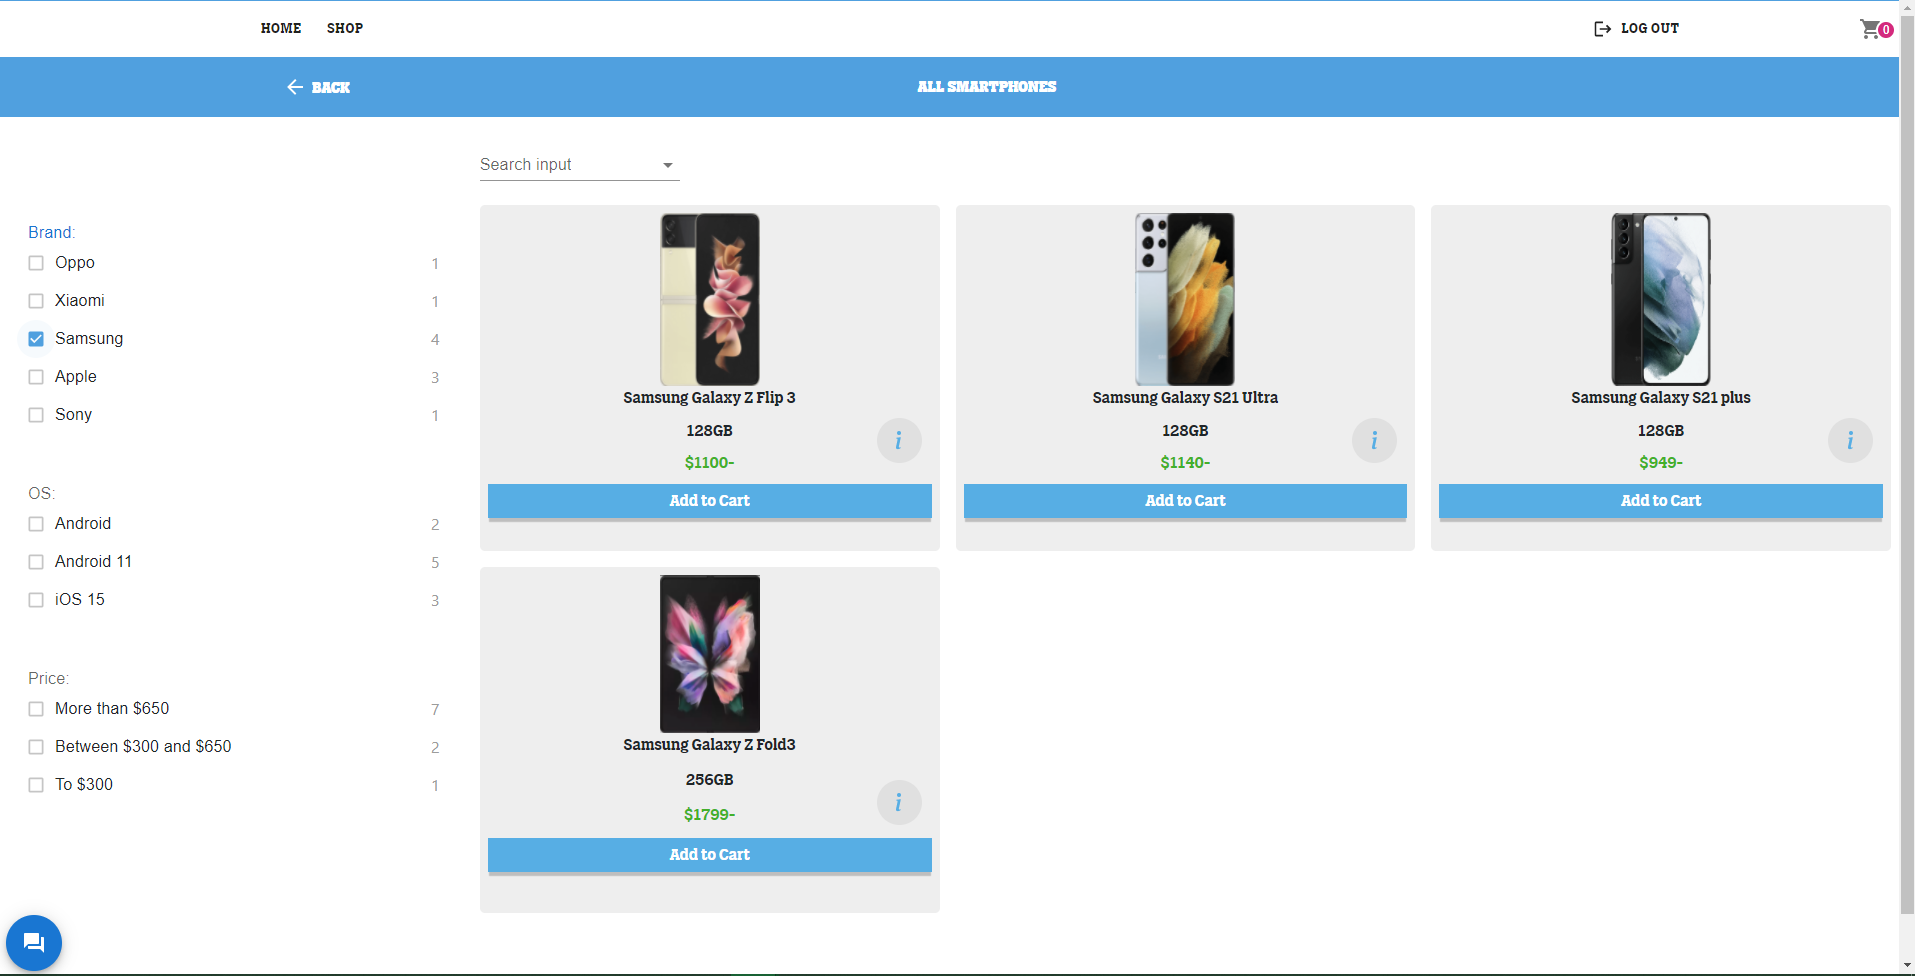 HOME SHOP LOG OUT 0
BACK ALL SMARTPHONES
Search input
Brand:
Oppo 1
Xiaomi 1
Samsung 4
Apple 3
Sony 1
OS:
Android 2
Android 11 5
iOS 15 3
Price:
More than $650 7
Between $300 and $650 2
To $300 1
Samsung Galaxy Z Flip 3
128GB
i
$1100-
Add to Cart
Samsung Galaxy S21 Ultra
128GB
i
$1140-
Add to Cart
Samsung Galaxy S21 plus
128GB
i
$949-
Add to Cart
Samsung Galaxy Z Fold3
256GB
i
$1799-
Add to Cart